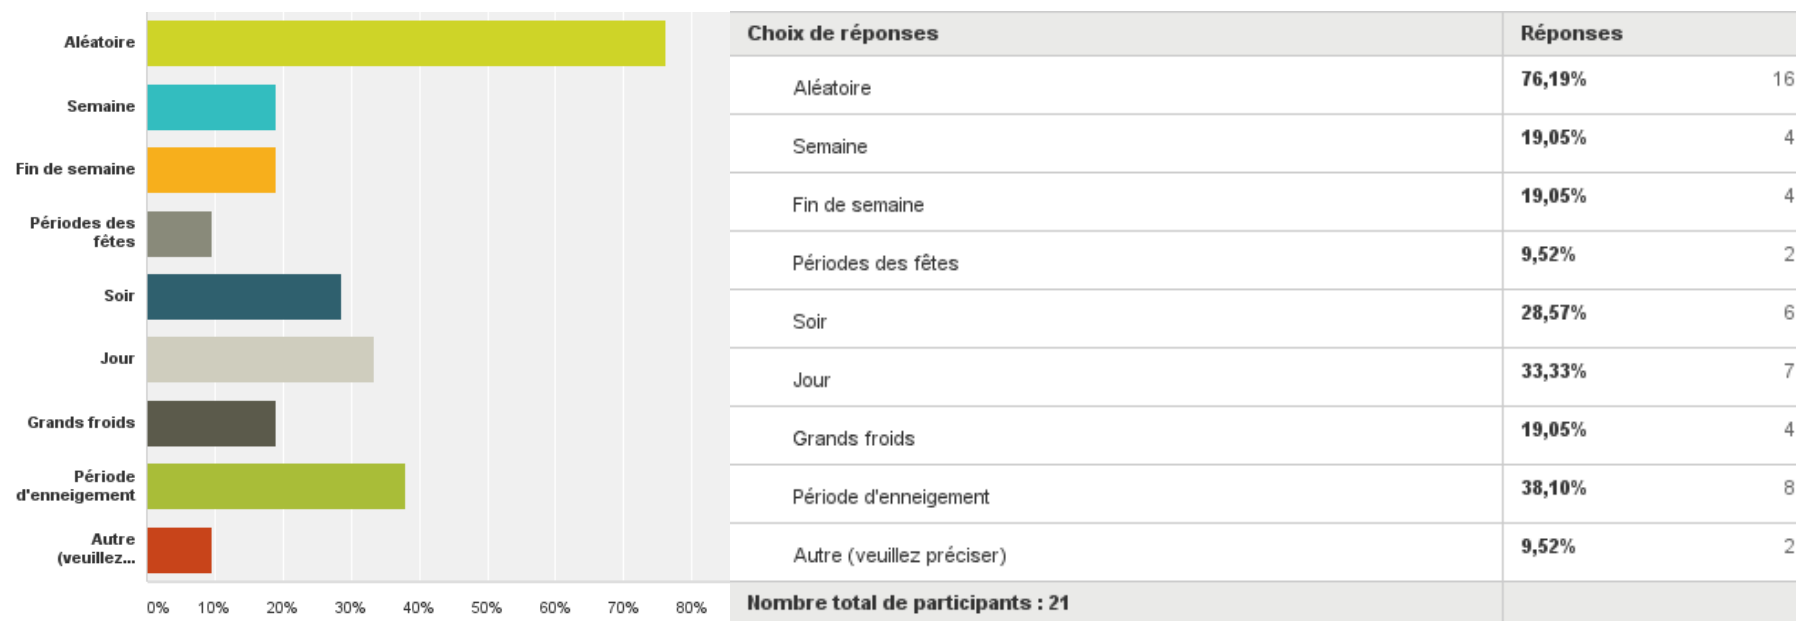 Aléatoire
Semaine
Fin de semaine
Périodes des
fêtes
Soir
Jour
Grands froids
Période
d'enneigement
Autre
(veuillez...
0% 10% 20% 30% 40% 50% 60% 70% 80%
Choix de réponses Réponses
Aléatoire 76,19% 16
Semaine 19,05% 4
Fin de semaine 19,05% 4
Périodes des fêtes 9,52% 2
Soir 28,57% 6
Jour 33,33% 7
Grands froids 19,05% 4
Période d'enneigement 38,10% 8
Autre (veuillez préciser) 9,52% 2
Nombre total de participants : 21